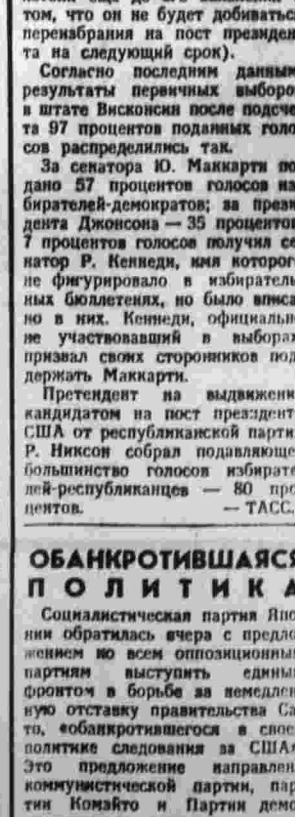 том, что он не будет добиватьс
переизбрания на пост президен
та на следующий срок).
Согласно последним данным
результаты первичных выборо
в штате Висконсин после подсче
та 97 процентов поданных голо
сов распределились так.
За сенатора Ю. Маккарти по
дано 57 процентов голосов из
бирателей-демократов; за прези
дента Джонсона — 35 процентов
7 процентов голосов получил се
натор Р. Кеннеди, имя которог
не фигурировало в избиратель
ных бюллетенях, но было вписа
но в них. Кеннеди, официальн
не участвовавший в выборах
призвал своих сторонников под
держать Маккарти.
Претендент на выдвижени
кандидатом на пост президент
США от республиканской парти
Р. Никсон собрал подавляюще
большинство голосов избирате
лей-республиканцев — 80 про
центов. — ТАСС.
ОБАНКРОТИВШАЯСЯ
ПОЛИТИКА
Социалистическая партия Япо
нии обратилась вчера с предло
жением ко всем оппозиционны
партиям выступить единым
фронтом в борьбе за немедлен
ную отставку правительства Са
то, «обанкротившегося в свое
политике следования за США»
Это предложение направлен
коммунистической партии, пар
тии Комэйто и Партии демо